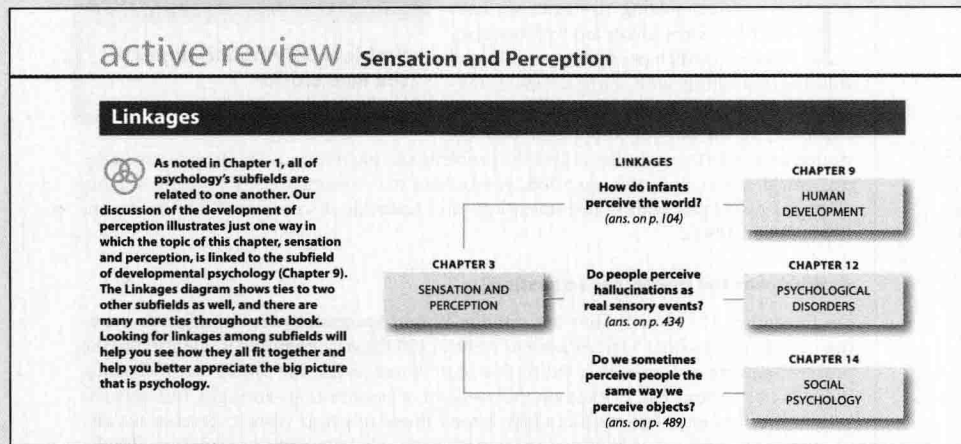 active review Sensation and Perception
Linkages
As noted in Chapter 1, all of
psychology's subfields are
related to one another. Our
discussion of the development of
perception illustrates just one way in
which the topic of this chapter, sensation
and perception, is linked to the subfield
of developmental psychology (Chapter 9).
The Linkages diagram shows ties to two
other subfields as well, and there are
many more ties throughout the book.
Looking for linkages among subfields will
help you see how they all fit together and
help you better appreciate the big picture
that is psychology.
CHAPTER 3
SENSATION AND
PERCEPTION
LINKAGES
How do infants
perceive the world?
(ans. on p. 104)
CHAPTER 9
HUMAN
DEVELOPMENT
Do people perceive
hallucinations as
real sensory events?
(ans. on p. 434)
CHAPTER 12
PSYCHOLOGICAL
DISORDERS
Do we sometimes
perceive people the
same way we
perceive objects?
(ans. on p. 489)
CHAPTER 14
SOCIAL
PSYCHOLOGY